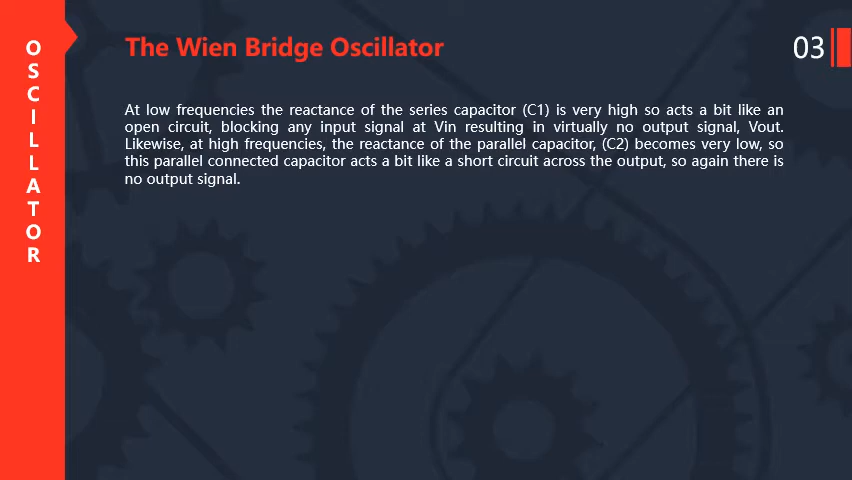 OSCILLATOR
The Wien Bridge Oscillator
03
At low frequencies the reactance of the series capacitor (C1) is very high so acts a bit like an
open circuit, blocking any input signal at Vin resulting in virtually no output signal, Vout.
Likewise, at high frequencies, the reactance of the parallel capacitor, (C2) becomes very low, so
this parallel connected capacitor acts a bit like a short circuit across the output, so again there is
no output signal.